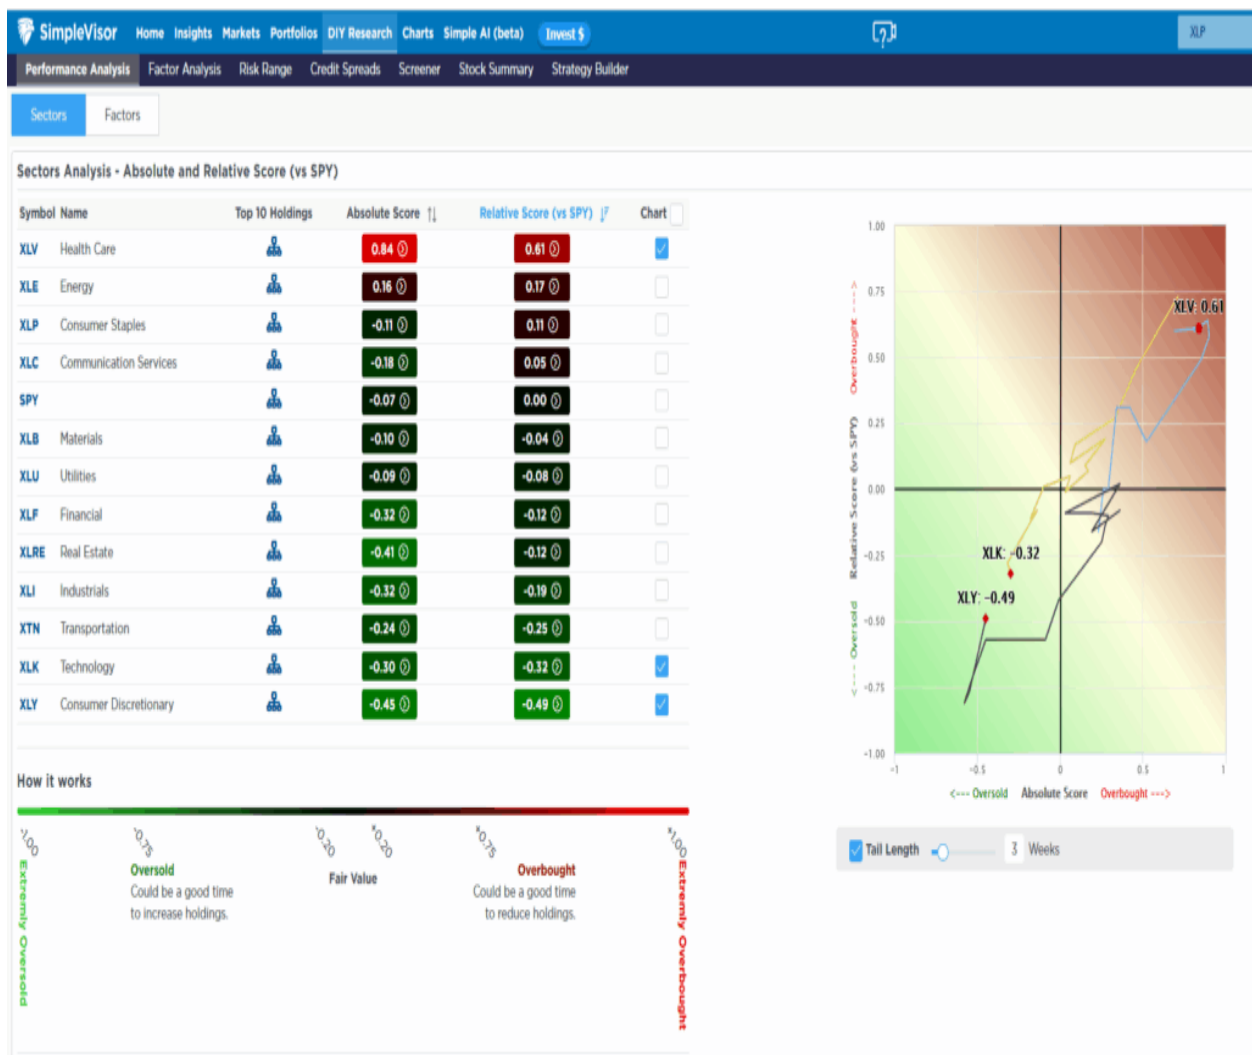 SimpleVisor Home Insights Markets Portfolios DIY Research Charts Simple AI (beta) Invest $ XLP
Performance Analysis Factor Analysis Risk Range Credit Spreads Screener Stock Summary Strategy Builder
Sectors Factors
Sectors Analysis - Absolute and Relative Score (vs SPY)
Symbol Name Top 10 Holdings Absolute Score Relative Score (vs SPY) Chart
XLV Health Care 0.84 0.61
XLE Energy 0.16 0.17
XLP Consumer Staples -0.11 0.11
XLC Communication Services -0.18 0.05
SPY -0.07 0.00
XLB Materials -0.10 -0.04
XLU Utilities -0.09 -0.08
XLF Financial -0.32 -0.12
XLRE Real Estate -0.41 -0.12
XLI Industrials -0.32 -0.19
XTN Transportation -0.24 -0.25
XLK Technology -0.30 -0.32
XLY Consumer Discretionary -0.45 -0.49
How it works
-1.00 -0.75 -0.20 +0.20 +0.75 +1.00
Extremly Oversold
Oversold
Could be a good time
to increase holdings.
Fair Value
Overbought
Could be a good time
to reduce holdings.
Extremly Overbought
1.00
0.75
0.50
0.25
0.00
-0.25
-0.50
-0.75
-1.00
<--- Oversold Relative Score (vs SPY) Overbought --->
XLV: 0.61
XLK: -0.32
XLY: -0.49
-1 -0.5 0 0.5 1
<--- Oversold Absolute Score Overbought --->
Tail Length 3 Weeks